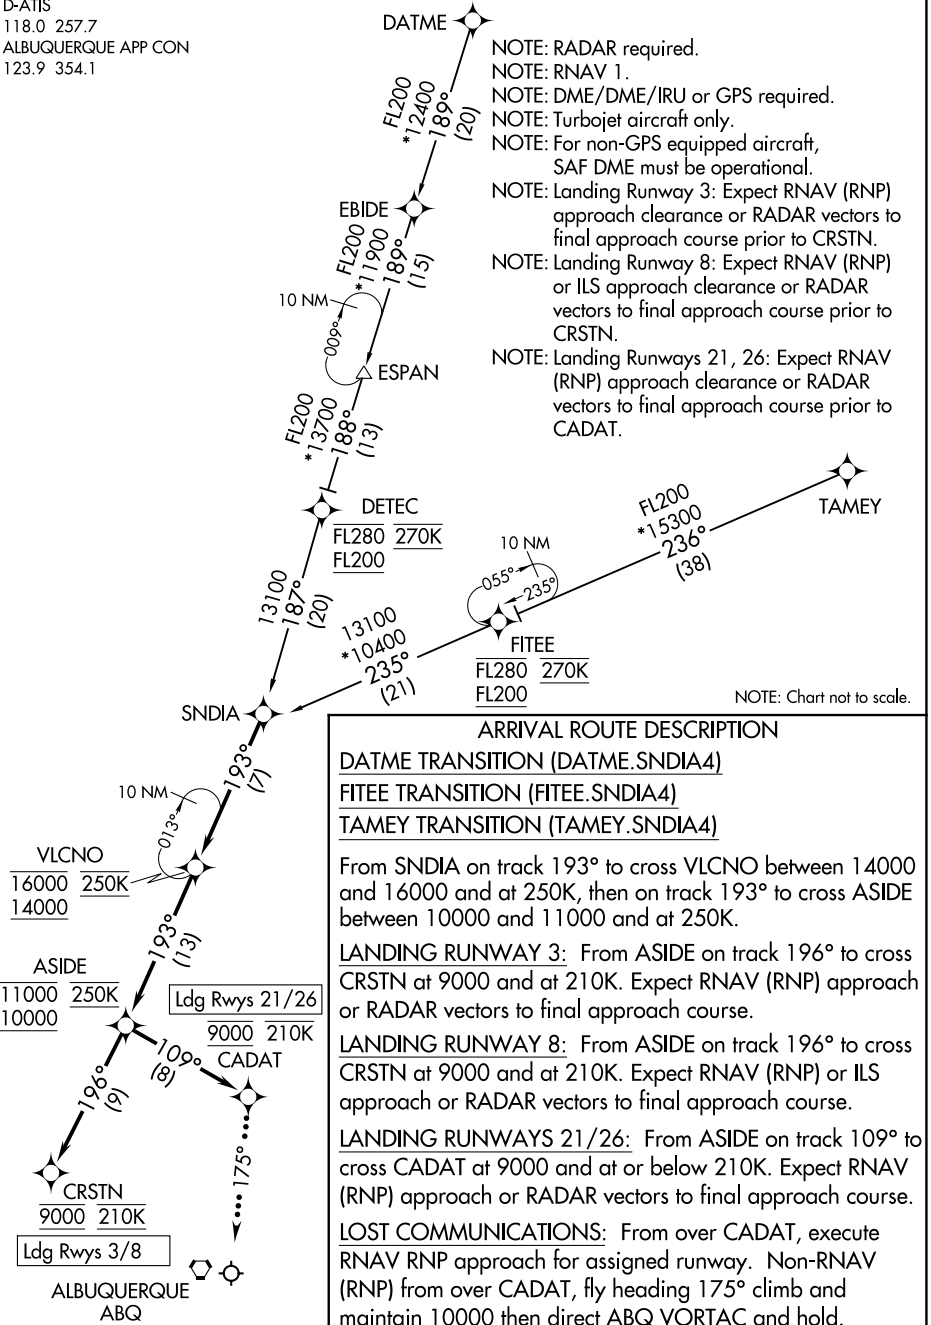 D-ATIS
118.0 257.7
ALBUQUERQUE APP CON
123.9 354.1
DATME
NOTE: RADAR required.
NOTE: RNAV 1.
NOTE: DME/DME/IRU or GPS required.
NOTE: Turbojet aircraft only.
NOTE: For non-GPS equipped aircraft,
SAF DME must be operational.
NOTE: Landing Runway 3: Expect RNAV (RNP)
approach clearance or RADAR vectors to
final approach course prior to CRSTN.
NOTE: Landing Runway 8: Expect RNAV (RNP)
or ILS approach clearance or RADAR
vectors to final approach course prior to
CRSTN.
NOTE: Landing Runways 21, 26: Expect RNAV
(RNP) approach clearance or RADAR
vectors to final approach course prior to
CADAT.
FL200
*12400
189°
(20)
EBIDE
FL200
*11900
189°
(15)
10 NM
009°
ESPAN
FL200
*13700
188°
(13)
DETEC
FL280 270K
FL200
TAMEY
FL200
*15300
236°
(38)
10 NM
055°
235°
FITEE
FL280 270K
FL200
13100
187°
(20)
13100
*10400
235°
(21)
NOTE: Chart not to scale.
SNDIA
193°
(7)
10 NM
013°
VLCNO
16000 250K
14000
193°
(13)
ASIDE
11000 250K
10000
Ldg Rwys 21/26
9000 210K
CADAT
109°
(8)
196°
(9)
175°
CRSTN
9000 210K
Ldg Rwys 3/8
ALBUQUERQUE
ABQ
ARRIVAL ROUTE DESCRIPTION
DATME TRANSITION (DATME.SNDIA4)
FITEE TRANSITION (FITEE.SNDIA4)
TAMEY TRANSITION (TAMEY.SNDIA4)
From SNDIA on track 193° to cross VLCNO between 14000
and 16000 and at 250K, then on track 193° to cross ASIDE
between 10000 and 11000 and at 250K.
LANDING RUNWAY 3: From ASIDE on track 196° to cross
CRSTN at 9000 and at 210K. Expect RNAV (RNP) approach
or RADAR vectors to final approach course.
LANDING RUNWAY 8: From ASIDE on track 196° to cross
CRSTN at 9000 and at 210K. Expect RNAV (RNP) or ILS
approach or RADAR vectors to final approach course.
LANDING RUNWAYS 21/26: From ASIDE on track 109° to
cross CADAT at 9000 and at or below 210K. Expect RNAV
(RNP) approach or RADAR vectors to final approach course.
LOST COMMUNICATIONS: From over CADAT, execute
RNAV RNP approach for assigned runway. Non-RNAV
(RNP) from over CADAT, fly heading 175° climb and
maintain 10000 then direct ABQ VORTAC and hold.